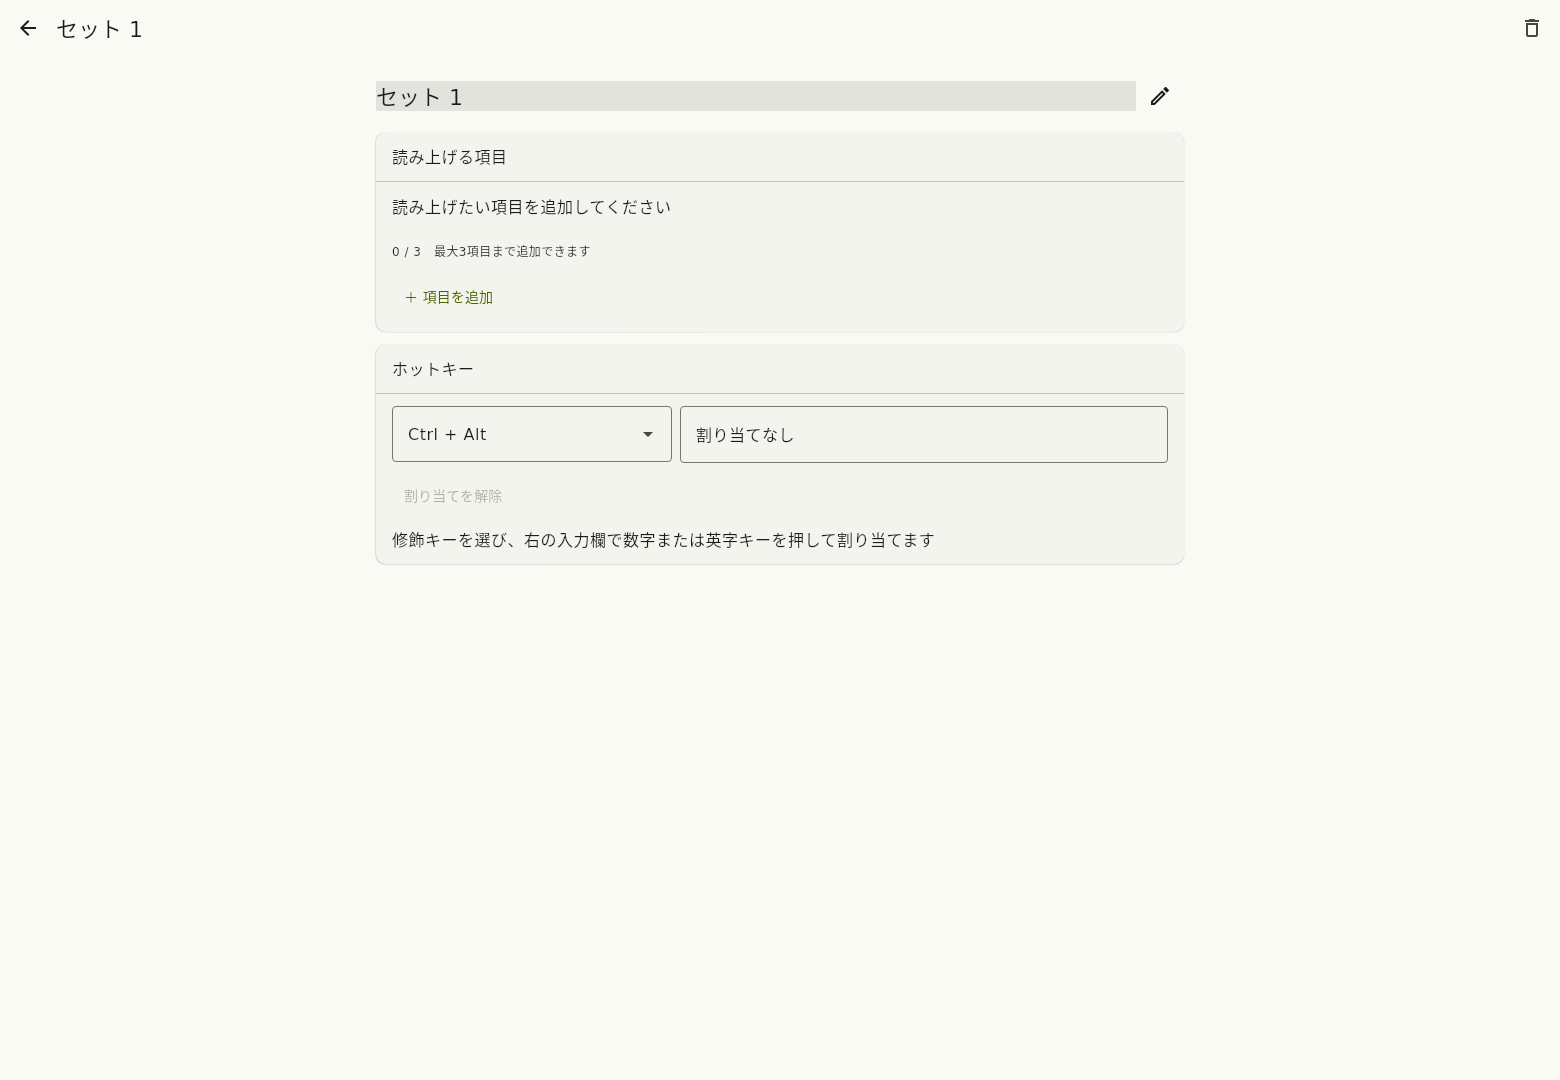 セット 1
セット 1
読み上げる項目
読み上げたい項目を追加してください
0 / 3　最大3項目まで追加できます
＋ 項目を追加
ホットキー
Ctrl + Alt
割り当てなし
割り当てを解除
修飾キーを選び、右の入力欄で数字または英字キーを押して割り当てます